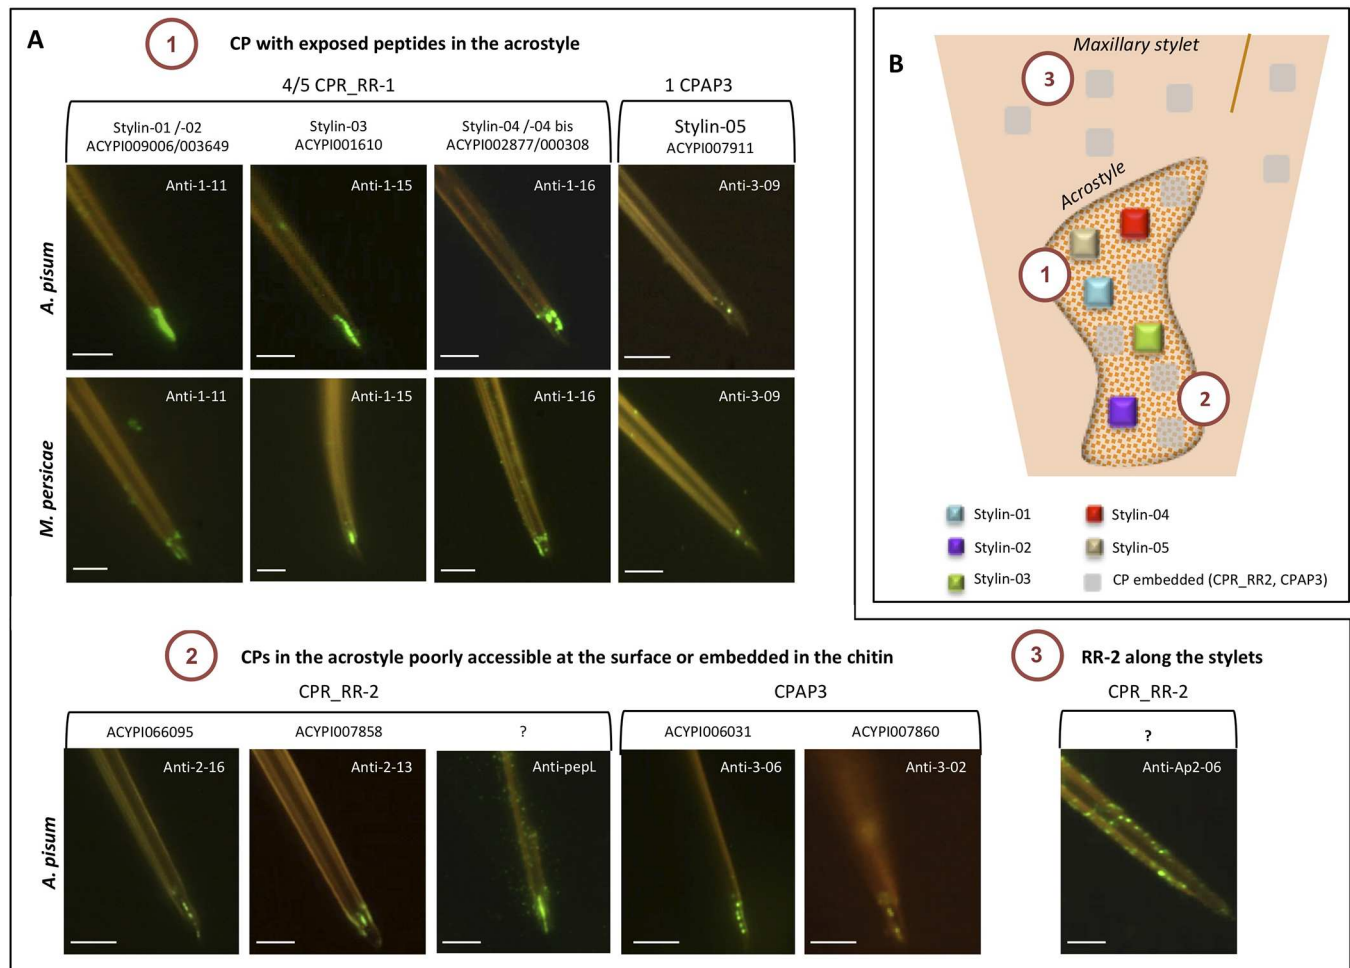 A
1
CP with exposed peptides in the acrostyle
4/5 CPR_RR-1
1 CPAP3
Stylin-01 /-02
ACYPI009006/003649
Stylin-03
ACYPI001610
Stylin-04 /-04 bis
ACYPI002877/000308
Stylin-05
ACYPI007911
A. pisum
Anti-1-11
Anti-1-15
Anti-1-16
Anti-3-09
M. persicae
Anti-1-11
Anti-1-15
Anti-1-16
Anti-3-09
B
Maxillary stylet
3
Acrostyle
1
2
Stylin-01
Stylin-04
Stylin-02
Stylin-05
Stylin-03
CP embedded (CPR_RR2, CPAP3)
2
CPs in the acrostyle poorly accessible at the surface or embedded in the chitin
CPR_RR-2
CPAP3
ACYPI066095
ACYPI007858
?
ACYPI006031
ACYPI007860
A. pisum
Anti-2-16
Anti-2-13
Anti-pepL
Anti-3-06
Anti-3-02
3
RR-2 along the stylets
CPR_RR-2
?
Anti-Ap2-06